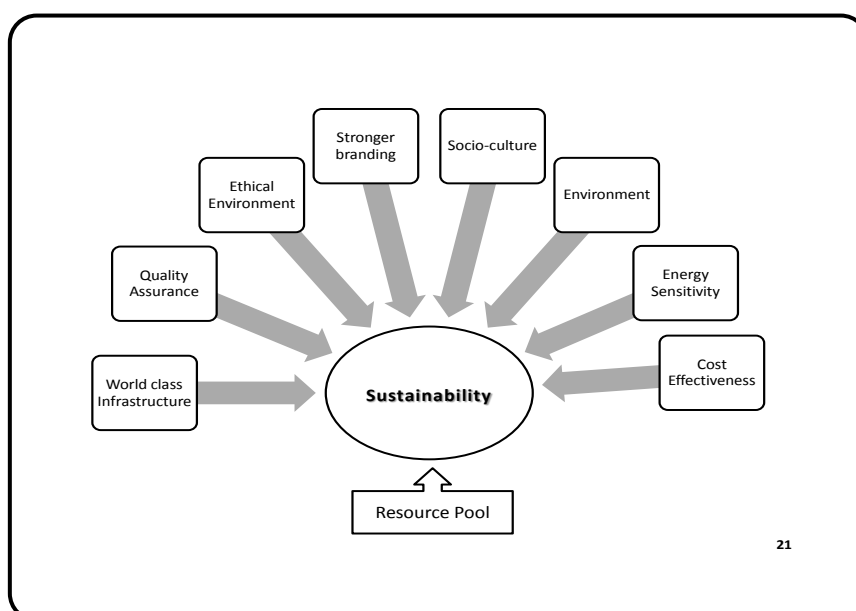 Stronger
branding
Socio-culture
Ethical
Environment
Environment
Quality
Assurance
Energy
Sensitivity
World class
Infrastructure
Cost
Effectiveness
Sustainability
Resource Pool
21